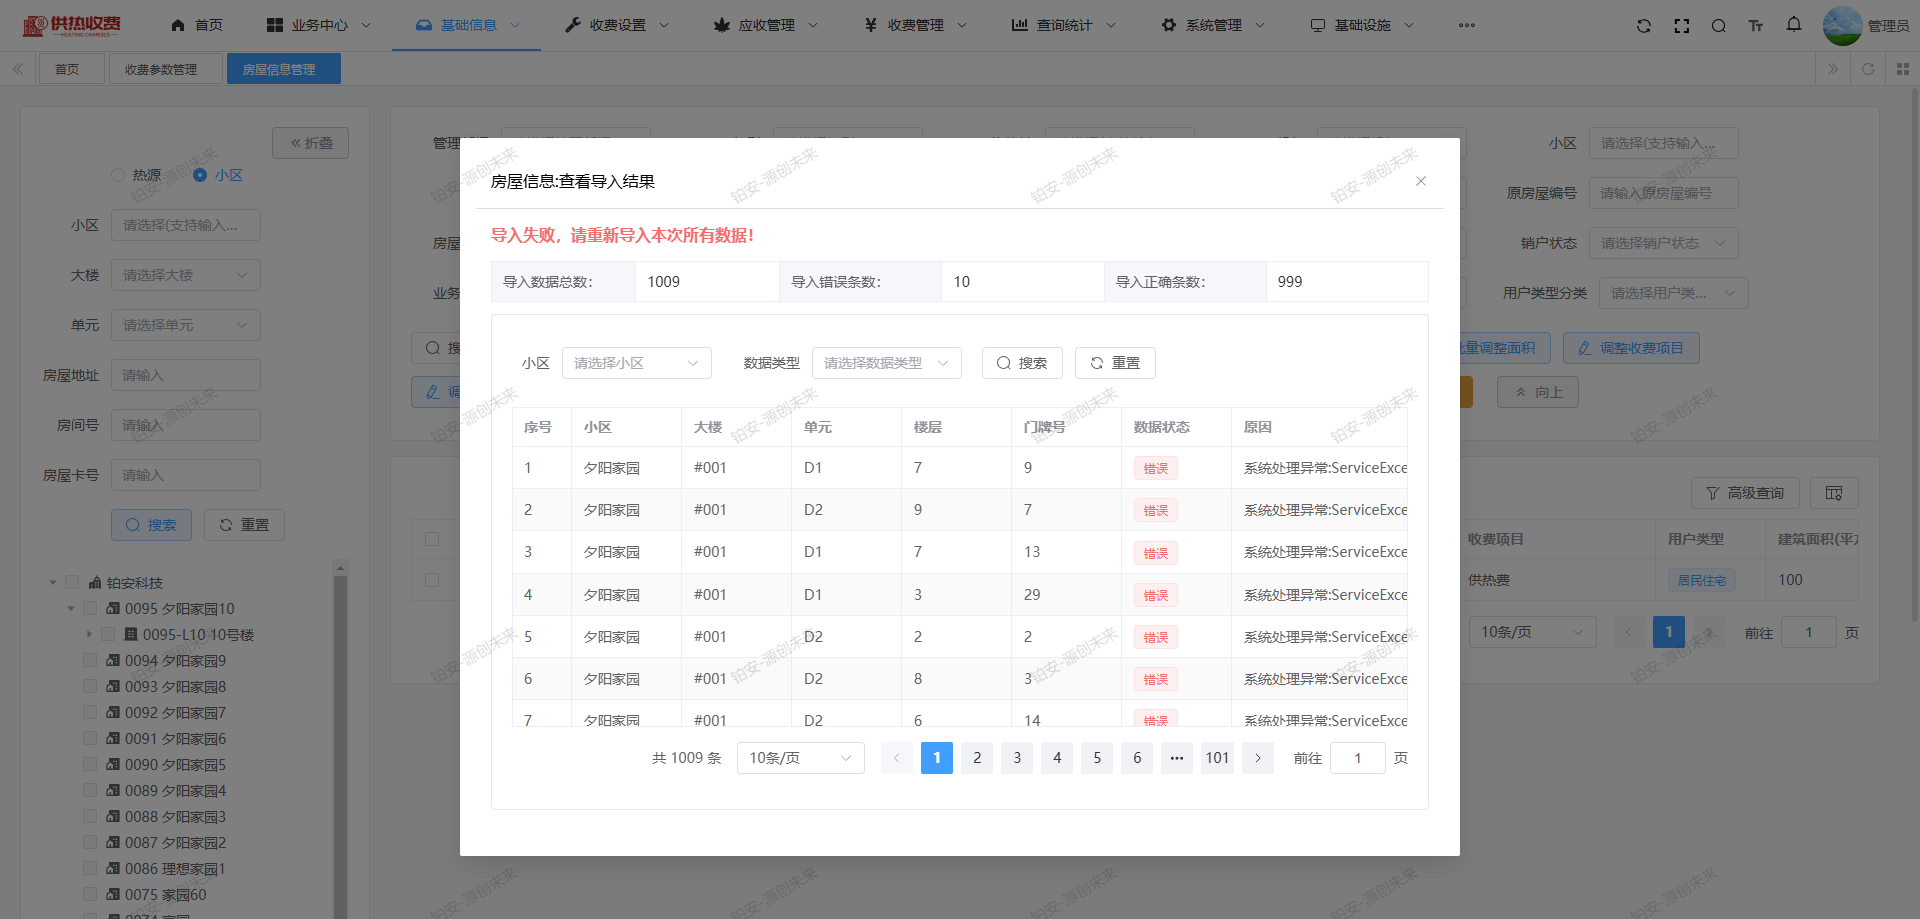 供热收费
HEATING CHARGES
首页
业务中心
基础信息
收费设置
应收管理
收费管理
查询统计
系统管理
基础设施
管理员
首页
收费参数管理
房屋信息管理
折叠
热源
小区
小区 请选择(支持输入...
大楼 请选择大楼
单元 请选择单元
房屋地址 请输入
房间号 请输入
房屋卡号 请输入
搜索
重置
铂安科技
0095 夕阳家园10
0095-L10 10号楼
0094 夕阳家园9
0093 夕阳家园8
0092 夕阳家园7
0091 夕阳家园6
0090 夕阳家园5
0089 夕阳家园4
0088 夕阳家园3
0087 夕阳家园2
0086 理想家园1
0075 家园60
小区 请选择(支持输入...
原房屋编号 请输入原房屋编号
销户状态 请选择销户状态
用户类型分类 请选择用户类...
批量调整面积
调整收费项目
向上
高级查询
收费项目 用户类型 建筑面积(平方
供热费 居民住宅 100
10条/页
1
前往 1 页
房屋信息:查看导入结果
导入失败，请重新导入本次所有数据！
导入数据总数: 1009 导入错误条数: 10 导入正确条数: 999
小区 请选择小区 数据类型 请选择数据类型 搜索 重置
序号 小区 大楼 单元 楼层 门牌号 数据状态 原因
1 夕阳家园 #001 D1 7 9 错误 系统处理异常:ServiceExce
2 夕阳家园 #001 D2 9 7 错误 系统处理异常:ServiceExce
3 夕阳家园 #001 D1 7 13 错误 系统处理异常:ServiceExce
4 夕阳家园 #001 D1 3 29 错误 系统处理异常:ServiceExce
5 夕阳家园 #001 D2 2 2 错误 系统处理异常:ServiceExce
6 夕阳家园 #001 D2 8 3 错误 系统处理异常:ServiceExce
7 夕阳家园 #001 D2 6 14 错误 系统处理异常:ServiceExce
共 1009 条 10条/页 1 2 3 4 5 6 ••• 101 前往 1 页
铂安-源创未来